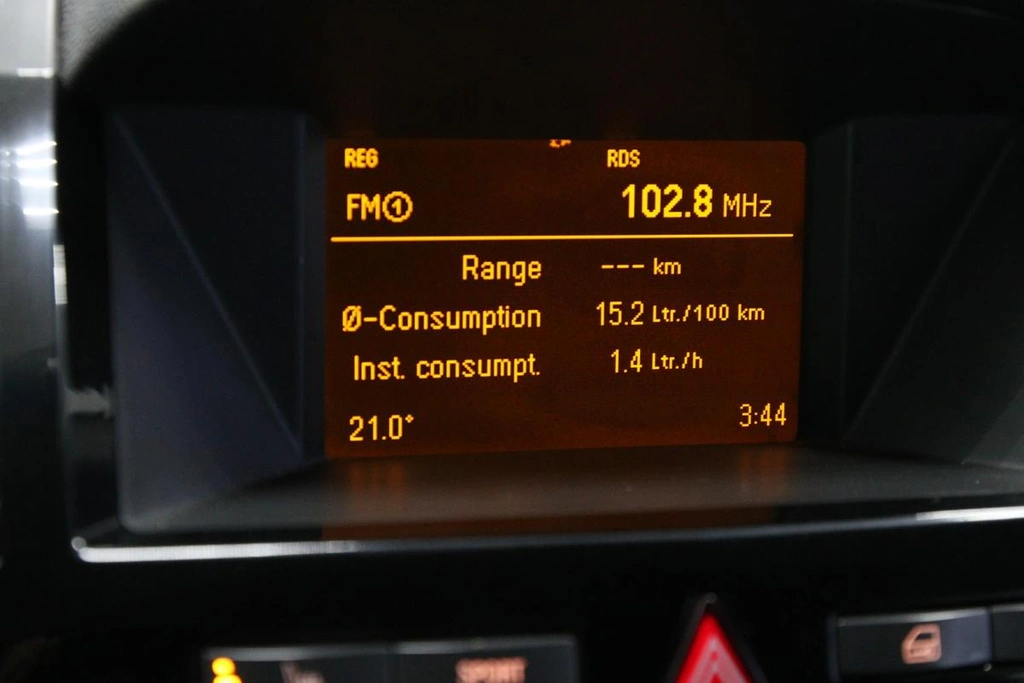 REG RDS
FM① 102.8 MHz
Range --- km
Ø-Consumption 15.2 Ltr./100 km
Inst. consumpt. 1.4 Ltr./h
21.0° 3:44
SPORT